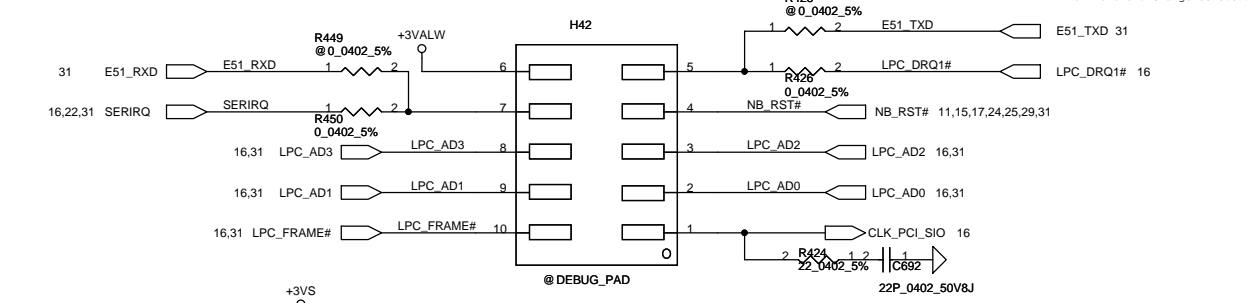 @0_0402_5%
H42
1 2 E51_TXD E51_TXD 31
R449
@0_0402_5%
+3VALW
31 E51_RXD E51_RXD 1 2 6 5 1 2 LPC_DRQ1# LPC_DRQ1# 16
R426
0_0402_5%
16,22,31 SERIRQ SERIRQ 1 2 7 4 NB_RST# NB_RST# 11,15,17,24,25,29,31
R450
0_0402_5%
16,31 LPC_AD3 LPC_AD3 8 3 LPC_AD2 LPC_AD2 16,31
16,31 LPC_AD1 LPC_AD1 9 2 LPC_AD0 LPC_AD0 16,31
16,31 LPC_FRAME# LPC_FRAME# 10 1 CLK_PCI_SIO 16
2 R424 1 2 1
22_0402_5% C692
@DEBUG_PAD
22P_0402_50V8J
+3VS